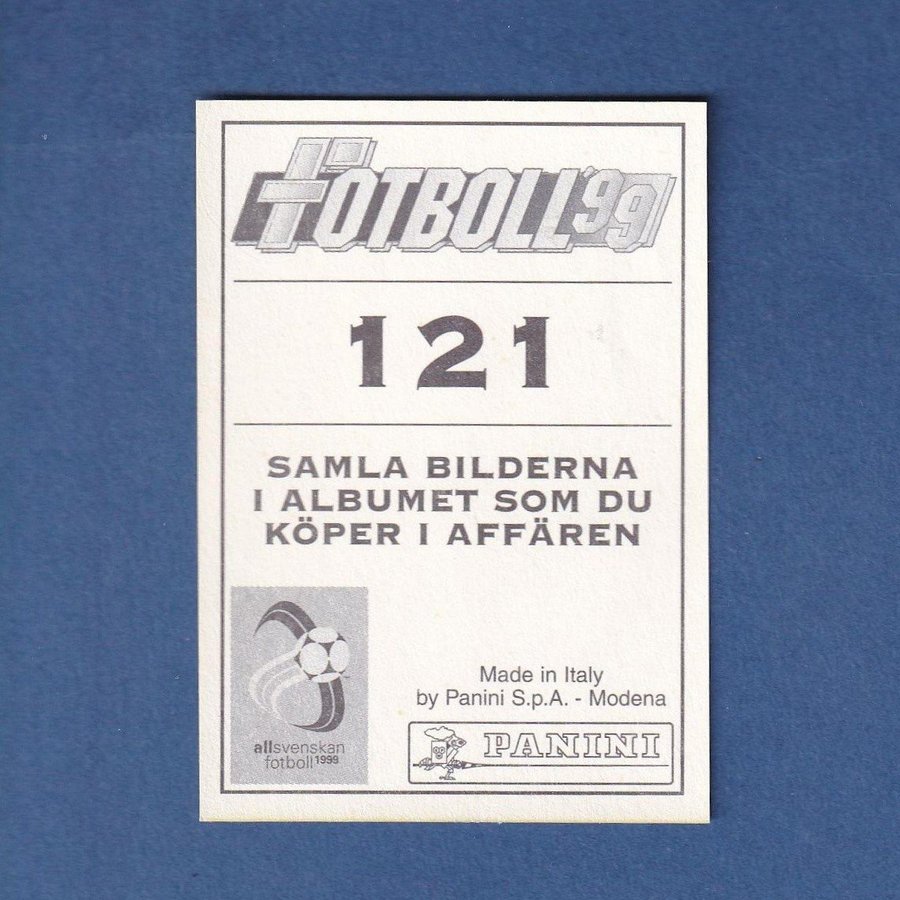 FOTBOLL '99
121
SAMLA BILDERNA
I ALBUMET SOM DU
KÖPER I AFFÄREN
allsvenskan
fotboll 1999
Made in Italy
by Panini S.p.A. - Modena
PANINI